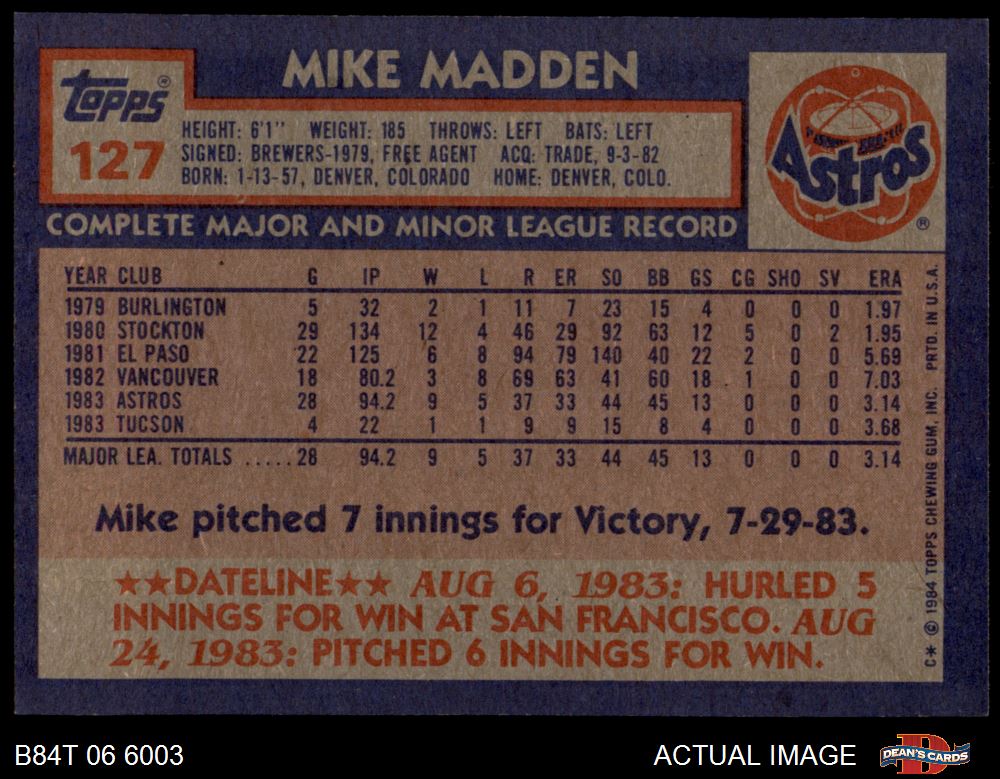 MIKE MADDEN
Topps®
127
HEIGHT: 6'1" WEIGHT: 185 THROWS: LEFT BATS: LEFT
SIGNED: BREWERS-1979, FREE AGENT ACQ: TRADE, 9-3-82
BORN: 1-13-57, DENVER, COLORADO HOME: DENVER, COLO.
Astros
®
COMPLETE MAJOR AND MINOR LEAGUE RECORD
YEAR CLUB G IP W L R ER SO BB GS CG SHO SV ERA
1979 BURLINGTON 5 32 2 1 11 7 23 15 4 0 0 0 1.97
1980 STOCKTON 29 134 12 4 46 29 92 63 12 5 0 2 1.95
1981 EL PASO 22 125 6 8 94 79 140 40 22 2 0 0 5.69
1982 VANCOUVER 18 80.2 3 8 69 63 41 60 18 1 0 0 7.03
1983 ASTROS 28 94.2 9 5 37 33 44 45 13 0 0 0 3.14
1983 TUCSON 4 22 1 1 9 9 15 8 4 0 0 0 3.68
MAJOR LEA. TOTALS .....28 94.2 9 5 37 33 44 45 13 0 0 0 3.14
Mike pitched 7 innings for Victory, 7-29-83.
★★DATELINE★★ AUG 6, 1983: HURLED 5
INNINGS FOR WIN AT SAN FRANCISCO. AUG
24, 1983: PITCHED 6 INNINGS FOR WIN.
C* © 1984 TOPPS CHEWING GUM, INC. PRTD. IN U.S.A.
B84T 06 6003
ACTUAL IMAGE
DEAN'S CARDS